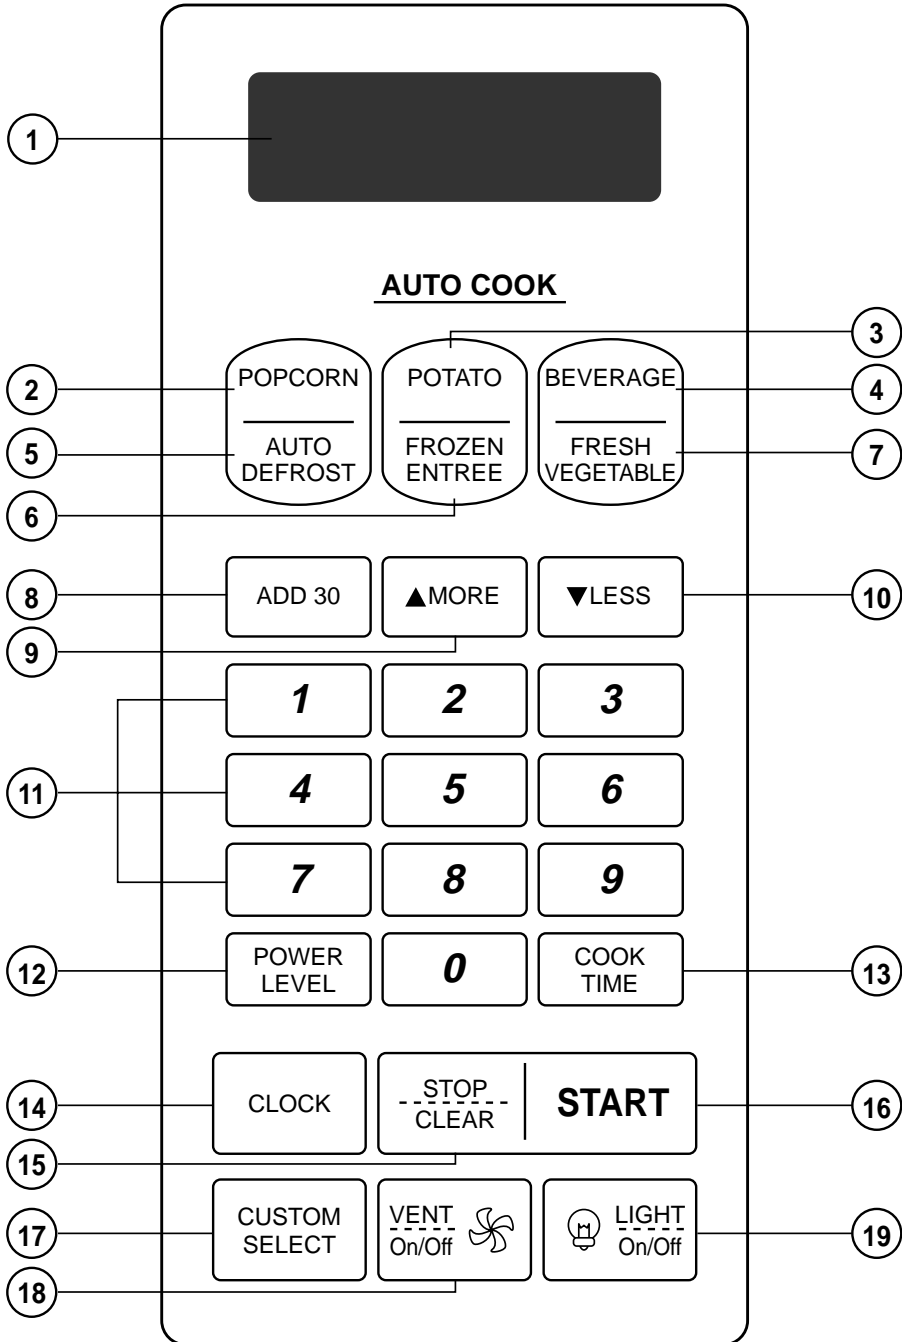 1
AUTO COOK
3
2
POPCORN
POTATO
BEVERAGE
4
5
AUTO
DEFROST
FROZEN
ENTREE
FRESH
VEGETABLE
7
6
8
ADD 30
▲MORE
▼LESS
10
9
1
2
3
11
4
5
6
7
8
9
12
POWER
LEVEL
0
COOK
TIME
13
14
CLOCK
STOP
CLEAR
START
16
15
17
CUSTOM
SELECT
VENT
On/Off
LIGHT
On/Off
19
18